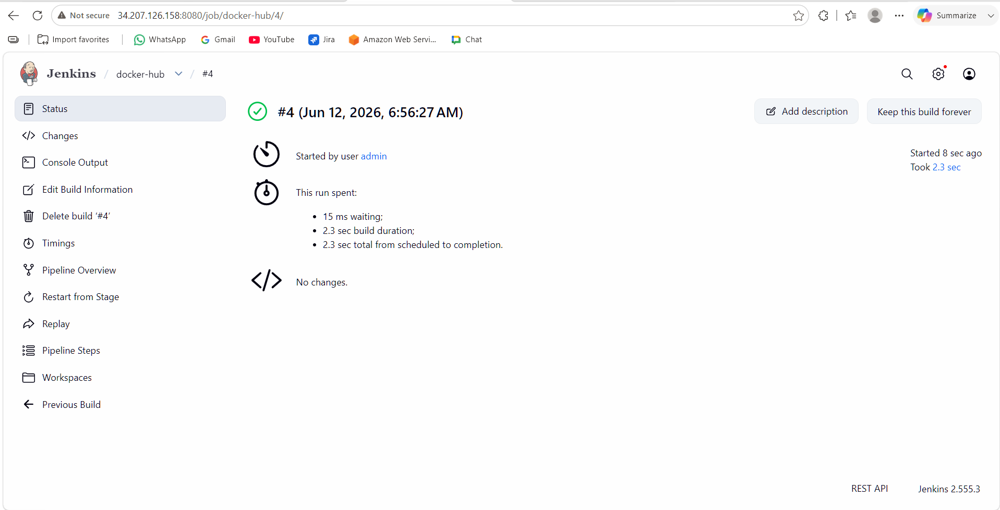 Not secure 34.207.126.158:8080/job/docker-hub/4/ Summarize
Import favorites WhatsApp Gmail YouTube Jira Amazon Web Servi... Chat
Jenkins / docker-hub / #4
Status
Changes
Console Output
Edit Build Information
Delete build ‘#4’
Timings
Pipeline Overview
Restart from Stage
Replay
Pipeline Steps
Workspaces
Previous Build
#4 (Jun 12, 2026, 6:56:27 AM)
Add description
Keep this build forever
Started by user admin
Started 8 sec ago
Took 2.3 sec
This run spent:
• 15 ms waiting;
• 2.3 sec build duration;
• 2.3 sec total from scheduled to completion.
No changes.
REST API Jenkins 2.555.3